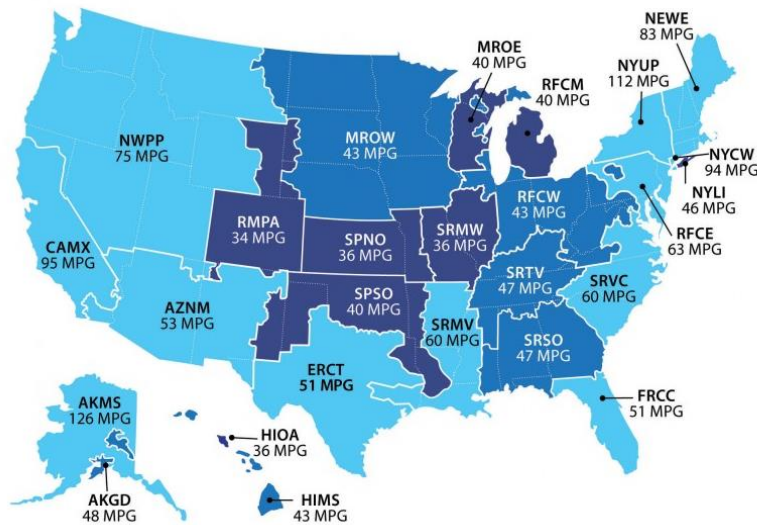 NEWE
83 MPG
MROE
40 MPG
RFCM
40 MPG
NYUP
112 MPG
NWPP
75 MPG
MROW
43 MPG
NYCW
94 MPG
NYLI
46 MPG
RFCW
43 MPG
RMPA
34 MPG
SPNO
36 MPG
SRMW
36 MPG
RFCE
63 MPG
CAMX
95 MPG
SRTV
47 MPG
SRVC
60 MPG
AZNM
53 MPG
SPSO
40 MPG
SRMV
60 MPG
SRSO
47 MPG
ERCT
51 MPG
FRCC
51 MPG
AKMS
126 MPG
HIOA
36 MPG
AKGD
48 MPG
HIMS
43 MPG